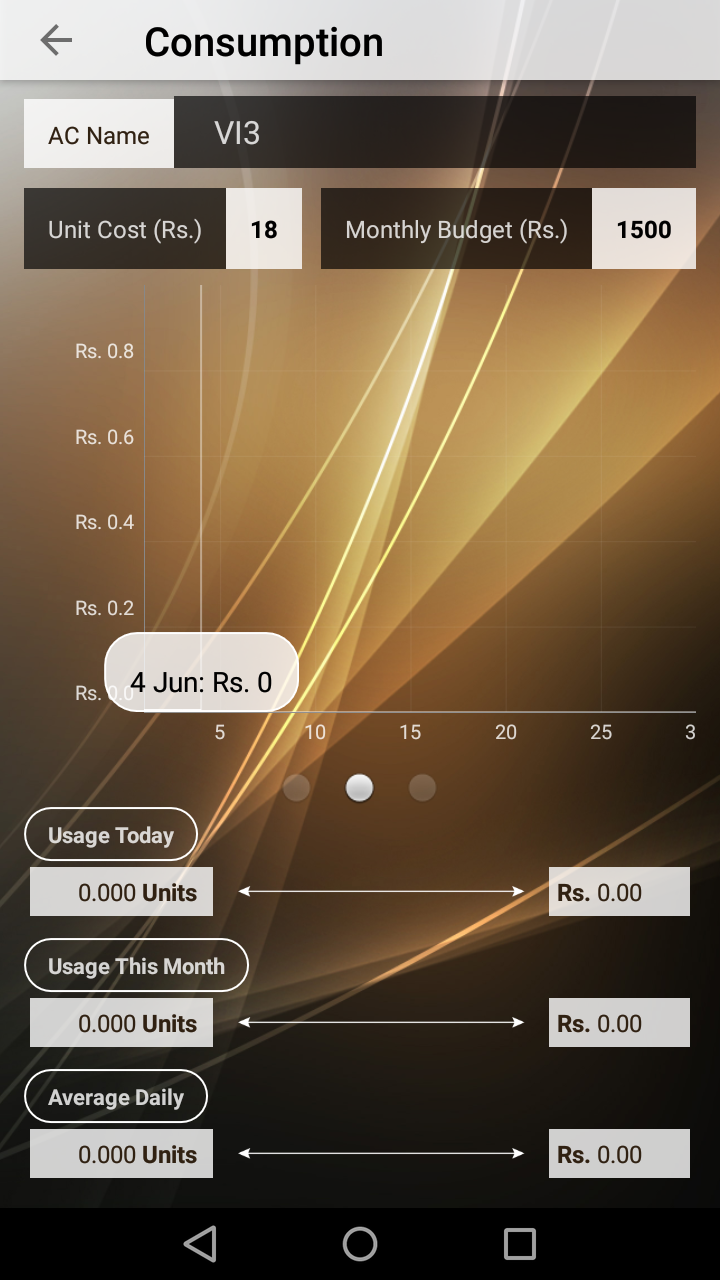 Consumption
AC Name VI3
Unit Cost (Rs.) 18 Monthly Budget (Rs.) 1500
Rs. 0.8
Rs. 0.6
Rs. 0.4
Rs. 0.2
Rs. 0.0
4 Jun: Rs. 0
5 10 15 20 25 3
Usage Today
0.000 Units Rs. 0.00
Usage This Month
0.000 Units Rs. 0.00
Average Daily
0.000 Units Rs. 0.00